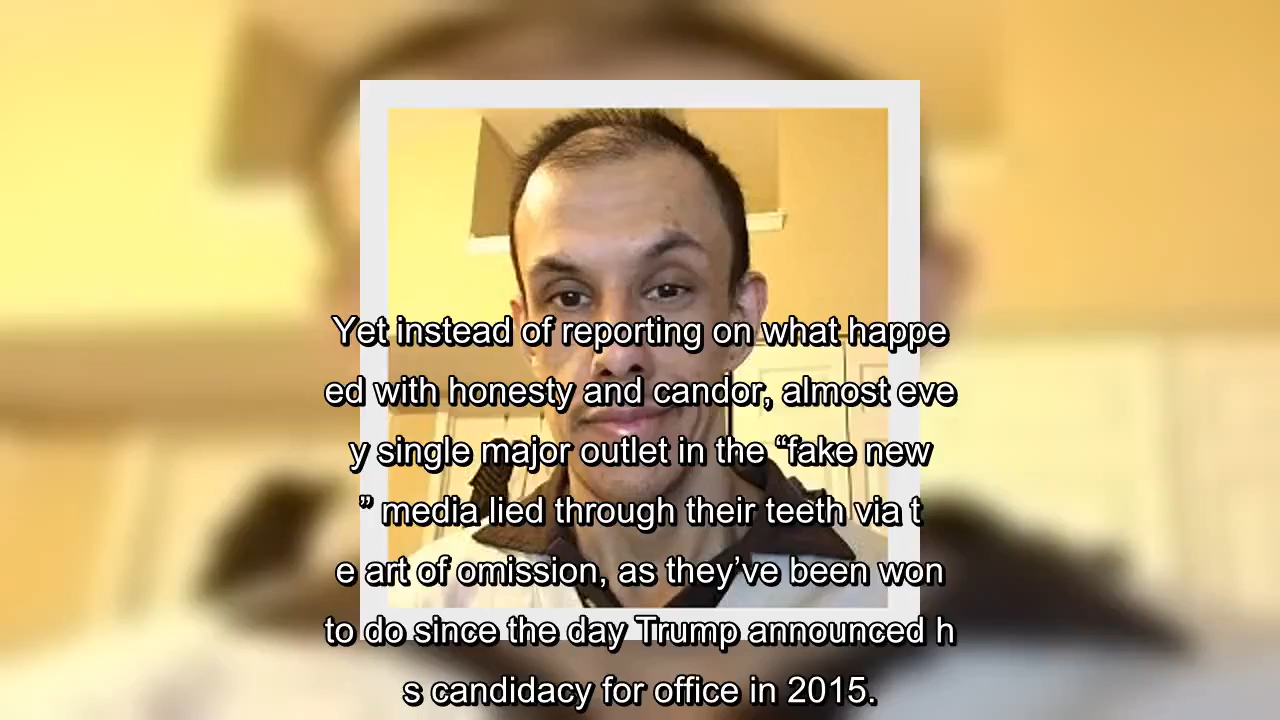 Yet instead of reporting on what happe
ed with honesty and candor, almost eve
y single major outlet in the “fake new
” media lied through their teeth via t
e art of omission, as they’ve been won
to do since the day Trump announced h
s candidacy for office in 2015.